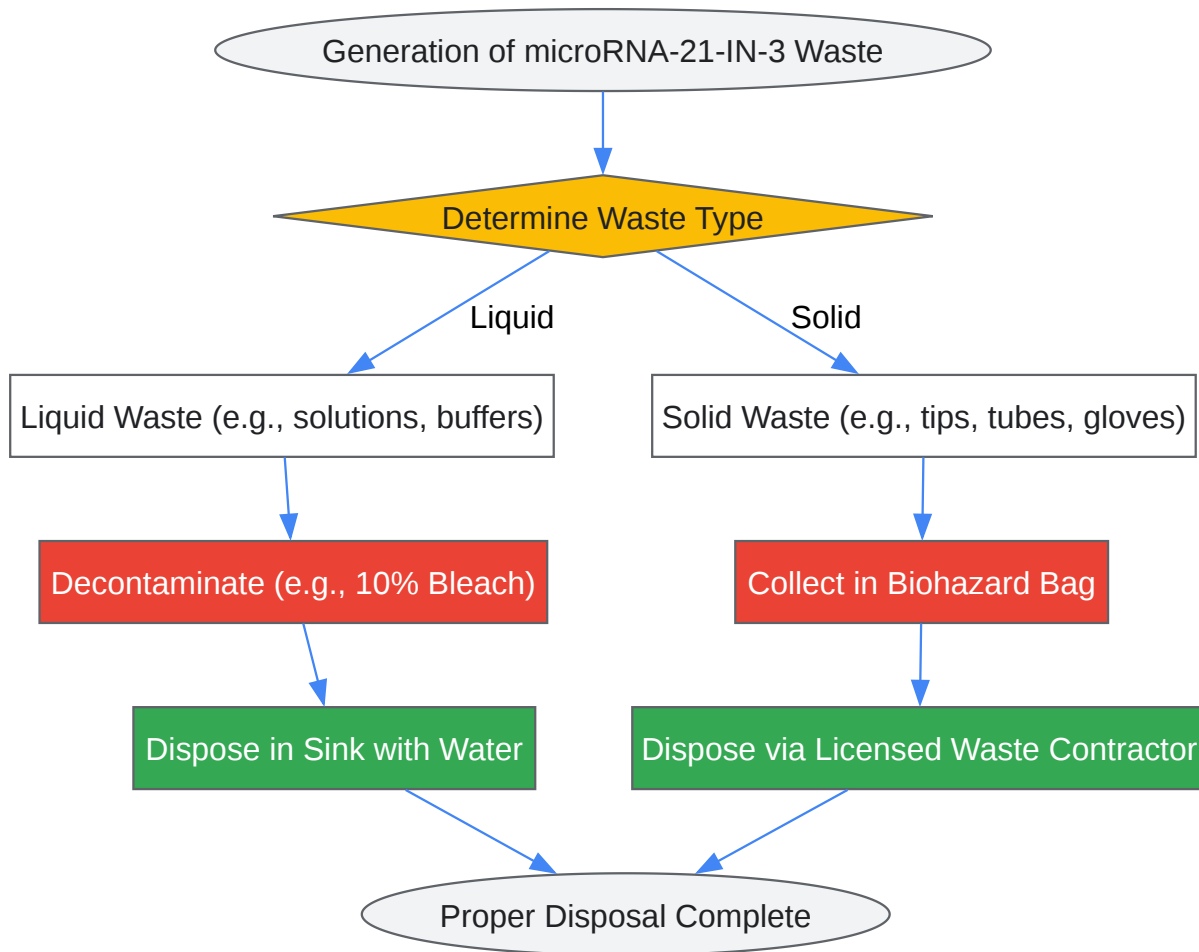 Generation of microRNA-21-IN-3 Waste
Determine Waste Type
Liquid
Solid
Liquid Waste (e.g., solutions, buffers)
Solid Waste (e.g., tips, tubes, gloves)
Decontaminate (e.g., 10% Bleach)
Collect in Biohazard Bag
Dispose in Sink with Water
Dispose via Licensed Waste Contractor
Proper Disposal Complete